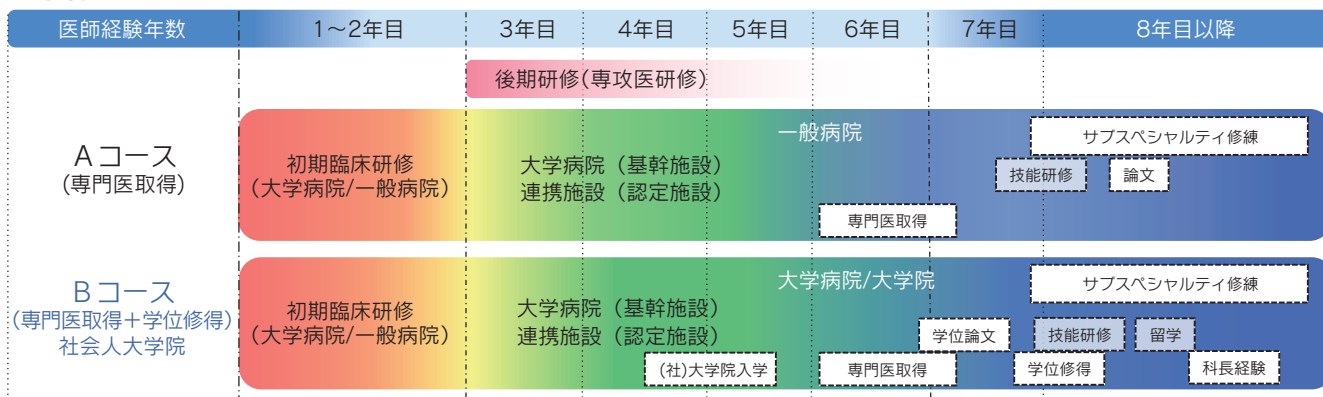 医師経験年数
1～2年目
3年目
4年目
5年目
6年目
7年目
8年目以降
後期研修(専攻医研修)
Aコース
(専門医取得)
初期臨床研修
(大学病院/一般病院)
大学病院（基幹施設）
連携施設（認定施設）
一般病院
専門医取得
サブスペシャルティ修練
技能研修
論文
Bコース
(専門医取得＋学位修得)
社会人大学院
初期臨床研修
(大学病院/一般病院)
大学病院（基幹施設）
連携施設（認定施設）
(社)大学院入学
大学病院/大学院
専門医取得
学位論文
サブスペシャルティ修練
技能研修
留学
学位修得
科長経験